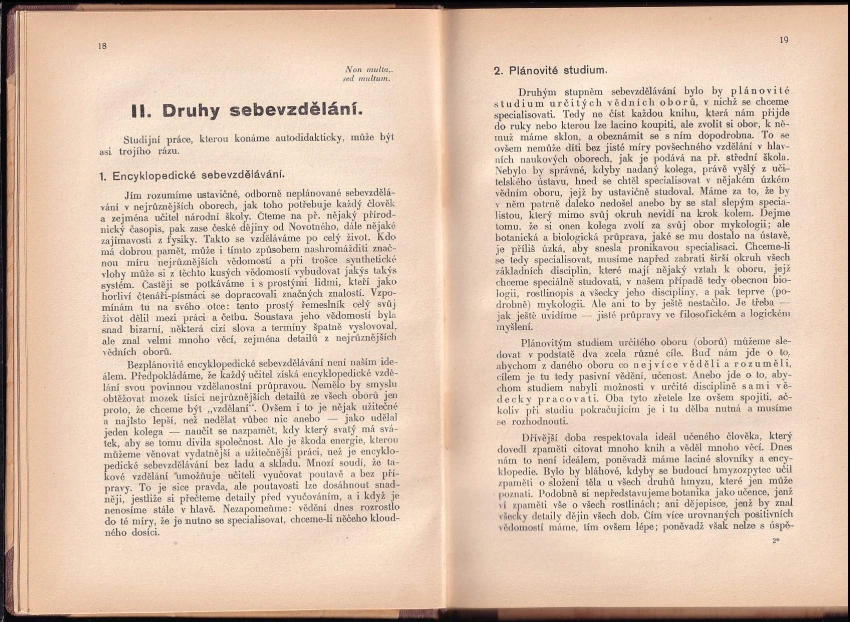 18
Non multa,
sed multum.
II. Druhy sebevzdělání.
Studijní práce, kterou konáme autodidakticky, může být
asi trojího rázu.
1. Encyklopedické sebevzdělávání.
Jím rozumíme ustavičné, odborně neplánované sebevzdělá-
vání v nejrůznějších oborech, jak toho potřebuje každý člověk
a zejména učitel národní školy. Čteme na př. nějaký přírod-
nický časopis, pak zase české dějiny od Novotného, dále nějaké
zajímavosti z fysiky. Takto se vzděláváme po celý život. Kdo
má dobrou pamět, může i tímto způsobem nashromážditi znač-
nou míru nejrůznějších vědomostí a při trošce synthetické
vlohy může si z těchto kusých vědomostí vybudovat jakýs takýs
systém. Častěji se potkáváme i s prostými lidmi, kteří jako
horliví čtenáři-písmáci se dopracovali značných znalostí. Vzpo-
mínám tu na svého otce: tento prostý řemeslník celý svůj
život dělil mezi práci a četbu. Soustava jeho vědomostí byla
snad bizarní, některá cizí slova a termíny špatně vyslovoval,
ale znal velmi mnoho věcí, zejména detailů z nejrůznějších
vědních oborů.
Bezplánovité encyklopedické sebevzdělávání není naším ide-
álem. Předpokládáme, že každý učitel získá encyklopedické vzdě-
lání svou povinnou vzdělanostní průpravou. Nemělo by smyslu
obtěžovat mozek tisíci nejrůznějších detailů ze všech oborů jen
proto, že chceme být „vzdělaní“. Ovšem i to je nějak užitečné
a najisto lepší, než nedělat vůbec nic anebo — jako udělal
jeden kolega — naučit se nazpamět, kdy který svatý má svá-
tek, aby se tomu divila společnost. Ale je škoda energie, kterou
můžeme věnovat vydatnější a užitečnější práci, než je encyklo-
pedické sebevzdělávání bez ladu a skladu. Mnozí soudí, že ta-
kové vzdělání umožňuje učiteli vyučovat poutavě a bez pří-
pravy. To je sice pravda, ale poutavosti lze dosáhnout snad-
něji, jestliže si přečteme detaily před vyučováním, a i když je
nenosíme stále v hlavě. Nezapomeňme: vědění dnes rozrostlo
do té míry, že je nutno se specialisovat, chceme-li něčeho kloud-
ného dosíci.
19
2. Plánovité studium.
Druhým stupněm sebevzdělávání bylo by plánovité
studium určitých vědních oborů, v nichž se chceme
specialisovati. Tedy ne číst každou knihu, která nám přijde
do ruky nebo kterou lze lacino koupiti, ale zvolit si obor, k ně-
muž máme sklon, a obeznámit se s ním dopodrobna. To se
ovšem nemůže díti bez jisté míry povšechného vzdělání v hlav-
ních naukových oborech, jak je podává na př. střední škola.
Nebylo by správné, kdyby nadaný kolega, právě vyšlý z uči-
telského ústavu, hned se chtěl specialisovat v nějakém úzkém
vědním oboru, jejž by ustavičně studoval. Máme za to, že by
v něm patrně daleko nedošel anebo by se stal slepým specia-
listou, který mimo svůj okruh nevidí na krok kolem. Dejme
tomu, že si onen kolega zvolí za svůj obor mykologii; ale
botanická a biologická průprava, jaké se mu dostalo na ústavě,
je příliš úzká, aby snesla pronikavou specialisaci. Chceme-li
se tedy specialisovat, musíme napřed zabrati širší okruh všech
základních disciplin, které mají nějaký vztah k oboru, jejž
chceme speciálně studovati, v našem případě tedy obecnou bio-
logii, rostlinopis a všecky jeho discipliny, a pak teprve (po-
drobně) mykologii. Ale ani to by ještě nestačilo. Je třeba —
jak ještě uvidíme — jisté průpravy ve filosofickém a logickém
myšlení.
Plánovitým studiem určitého oboru (oborů) můžeme sle-
dovat v podstatě dva zcela různé cíle. Buď nám jde o to,
abychom z daného oboru co nejvíce věděli a rozuměli,
cílem je tu tedy pasivní vědění, učenost. Anebo jde o to, aby-
chom studiem nabyli možnosti v určité disciplině sami vě-
decky pracovati. Oba tyto zřetele lze ovšem spojiti, ač-
koliv při studiu pokračujícím je i tu dělba nutná a musíme
se rozhodnouti.
Dřívější doba respektovala ideál učeného člověka, který
dovedl zpaměti citovat mnoho knih a věděl mnoho věcí. Dnes
nám to není ideálem, poněvadž máme laciné slovníky a ency-
klopedie. Bylo by bláhové, kdyby se budoucí hmyzozpytec učil
zpaměti o složení těla u všech druhů hmyzu, které jen může
poznati. Podobně si nepředstavujeme botanika jako učence, jenž
ví zpaměti vše o všech rostlinách; ani dějepisce, jenž by znal
všecky detaily dějin všech dob. Čím více urovnaných positivních
vědomostí máme, tím ovšem lépe; poněvadž však nelze s úspě-
2*